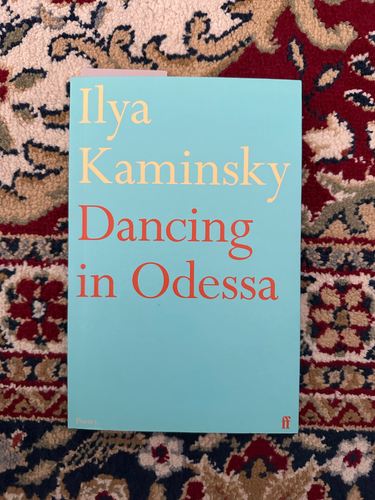 Ilya
Kaminsky
Dancing
in Odessa
Poetry
ff